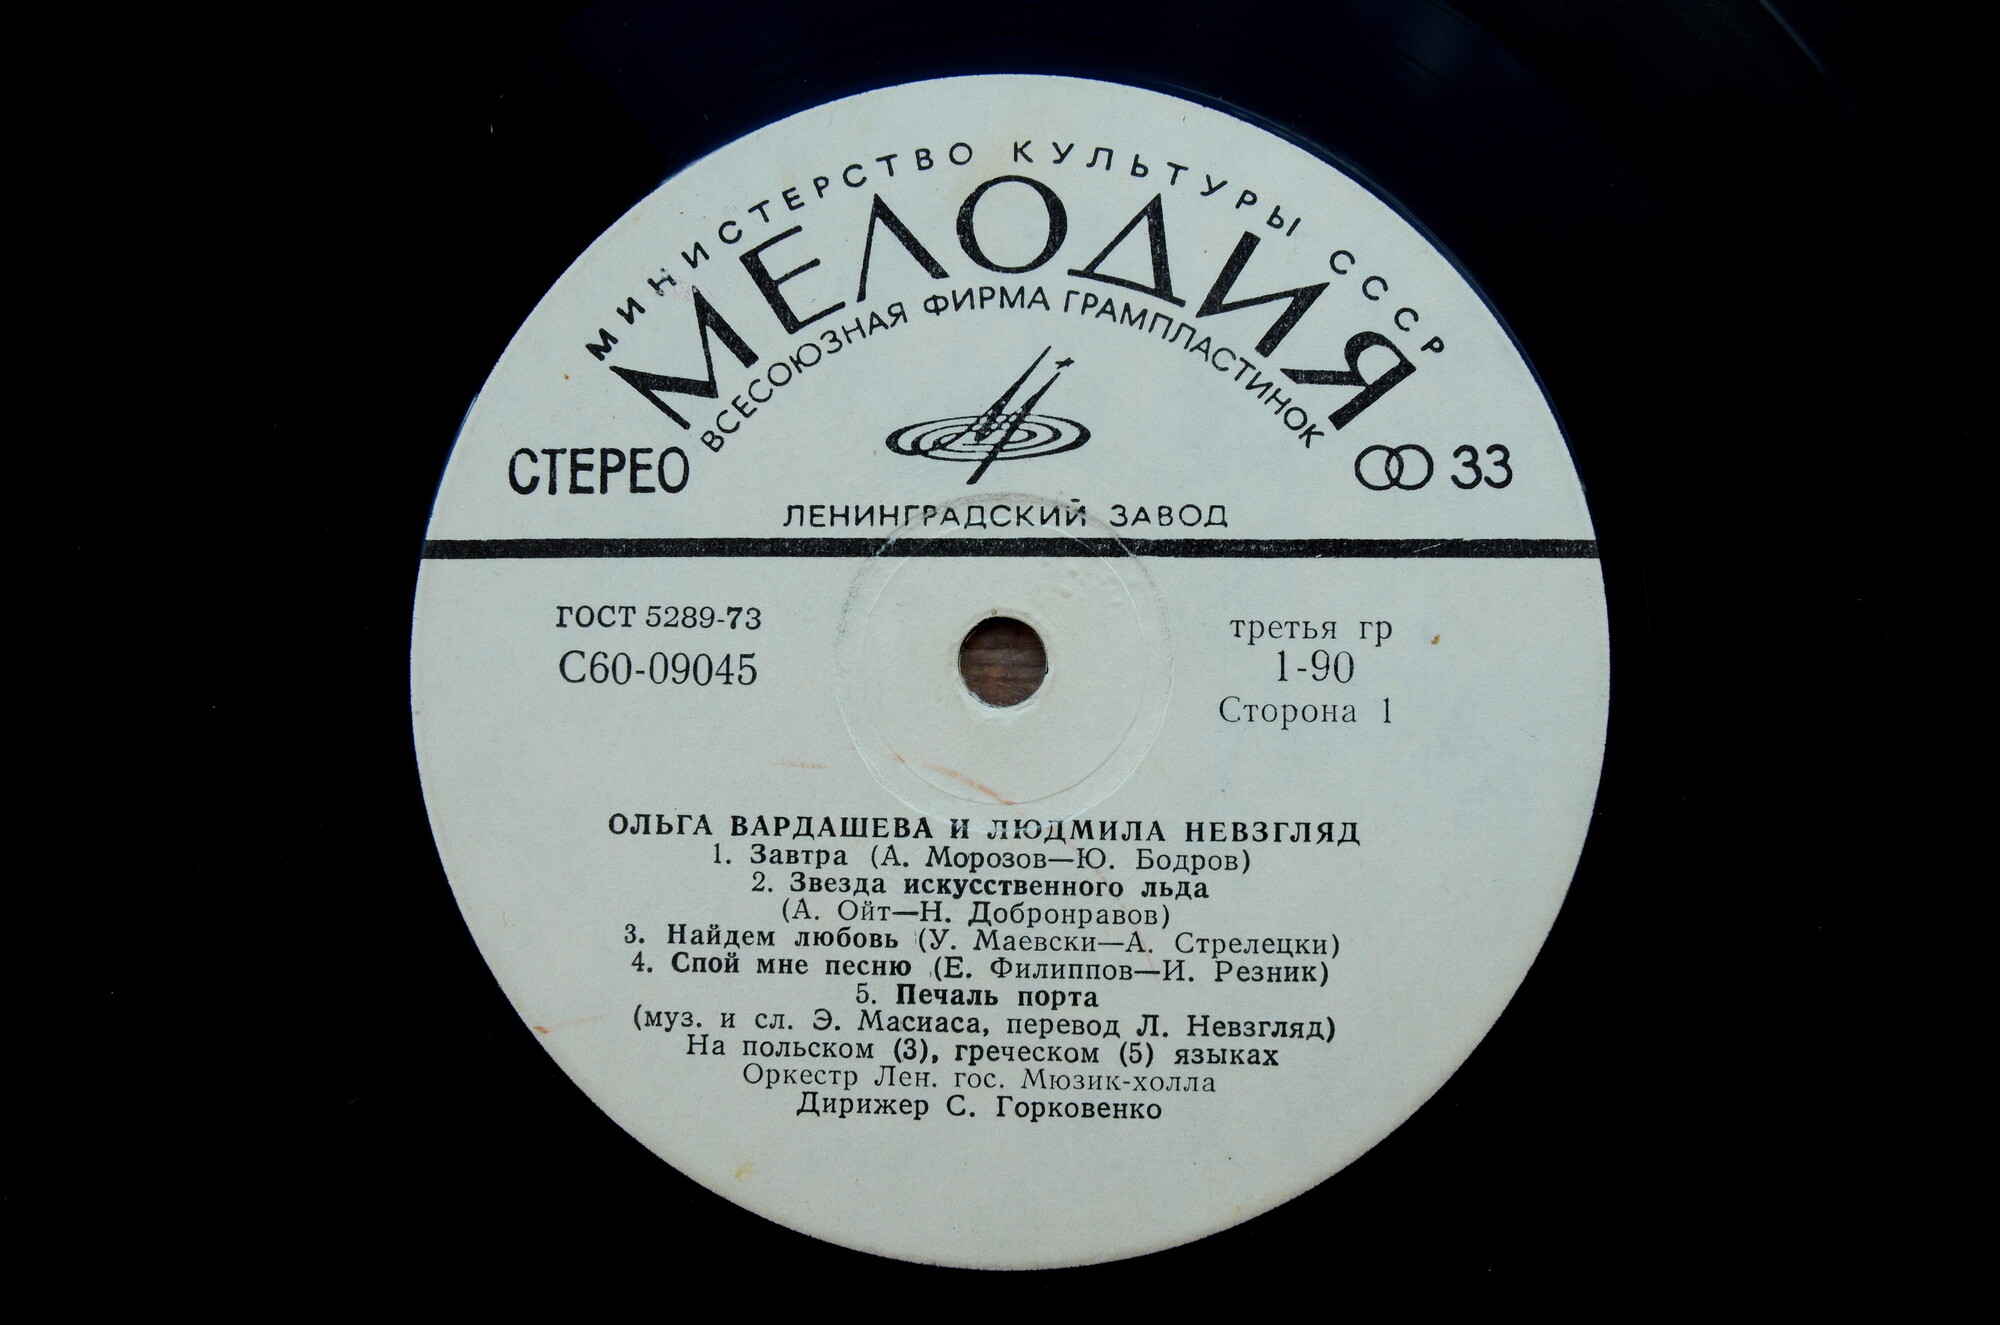 МИНИСТЕРСТВО КУЛЬТУРЫ СССР
МЕЛОДИЯ
ВСЕСОЮЗНАЯ ФИРМА ГРАМПЛАСТИНОК
СТЕРЕО
33
ЛЕНИНГРАДСКИЙ ЗАВОД
ГОСТ 5289-73
С60-09045
третья гр
1-90
Сторона 1
ОЛЬГА ВАРДАШЕВА И ЛЮДМИЛА НЕВЗГЛЯД
1. Завтра (А. Морозов—Ю. Бодров)
2. Звезда искусственного льда
(А. Ойт—Н. Добронравов)
3. Найдем любовь (У. Маевски—А. Стрелецки)
4. Спой мне песню (Е. Филиппов—И. Резник)
5. Печаль порта
(муз. и сл. Э. Масиаса, перевод Л. Невзгляд)
На польском (3), греческом (5) языках
Оркестр Лен. гос. Мюзик-холла
Дирижер С. Горковенко